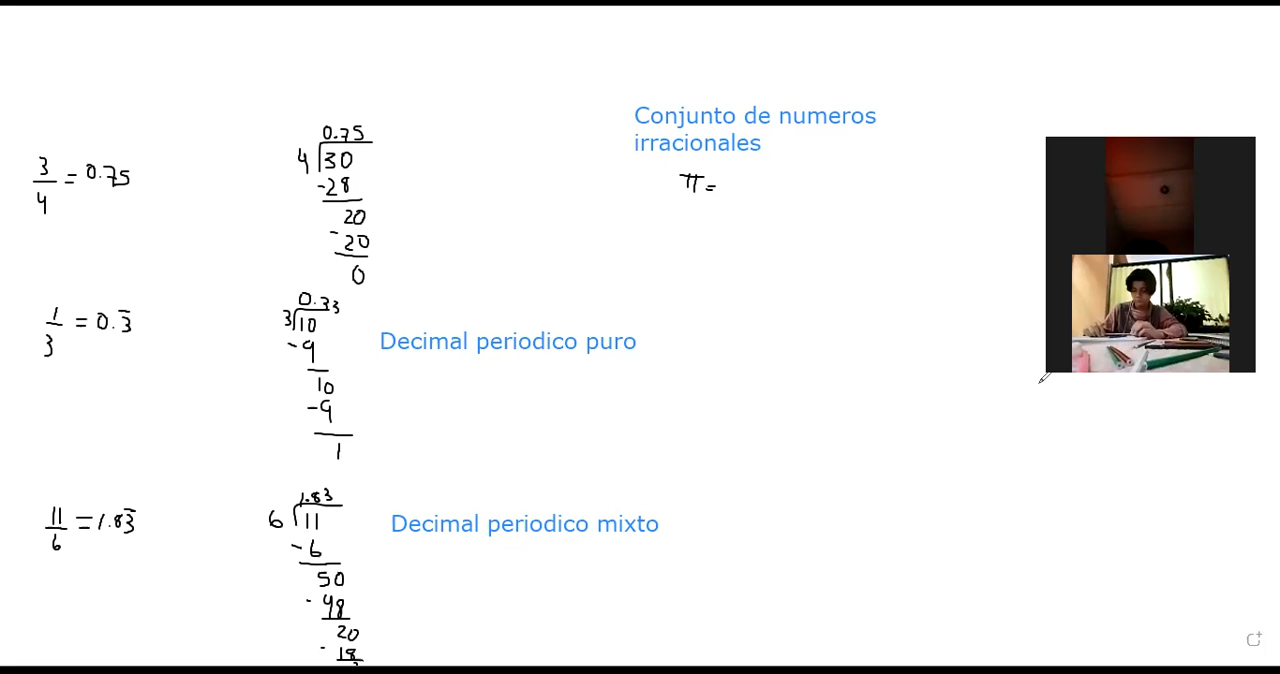 3/4 = 0.75
0.75
4 30
-28
20
-20
0
1/3 = 0.3̅
0.33
3 10
-9
10
-9
1
Decimal periodico puro
11/6 = 1.83̅
1.83
6 11
-6
50
-48
20
-18
Decimal periodico mixto
Conjunto de numeros
irracionales
π =